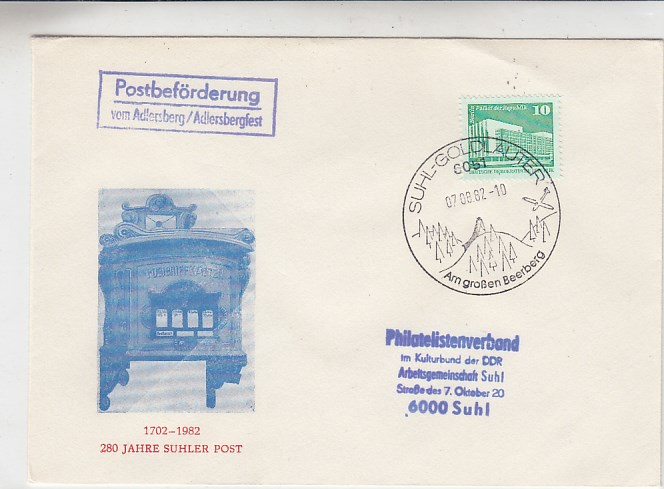 Postbeförderung
vom Adlersberg/Adlersbergfest
Palast der Republik
10
SUHL-GOLDLAUTER
6051
07.08.82-10
Am großen Beerberg
1702-1982
280 JAHRE SUHLER POST
Philatelistenverband
im Kulturbund der DDR
Arbeitsgemeinschaft Suhl
Straße des 7. Oktober 20
6000 Suhl